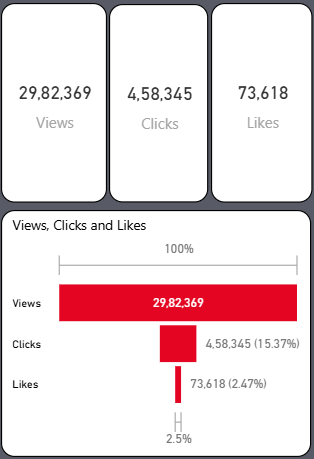 29,82,369
Views
4,58,345
Clicks
73,618
Likes
Views, Clicks and Likes
100%
Views
29,82,369
Clicks
4,58,345 (15.37%)
Likes
73,618 (2.47%)
2.5%